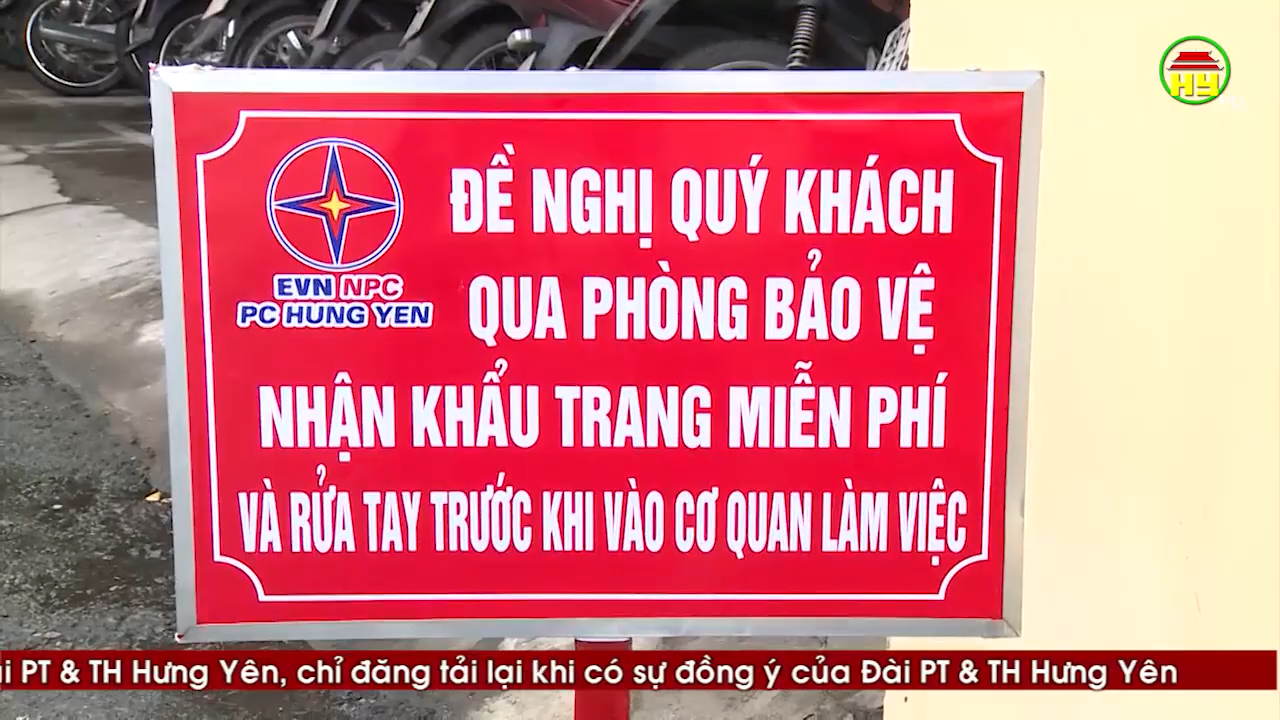 HY
ĐỀ NGHỊ QUÝ KHÁCH
EVN NPC
PC HUNG YEN
QUA PHÒNG BẢO VỆ
NHẬN KHẨU TRANG MIỄN PHÍ
VÀ RỬA TAY TRƯỚC KHI VÀO CƠ QUAN LÀM VIỆC
PT & TH Hưng Yên, chỉ đăng tải lại khi có sự đồng ý của Đài PT & TH Hưng Yên